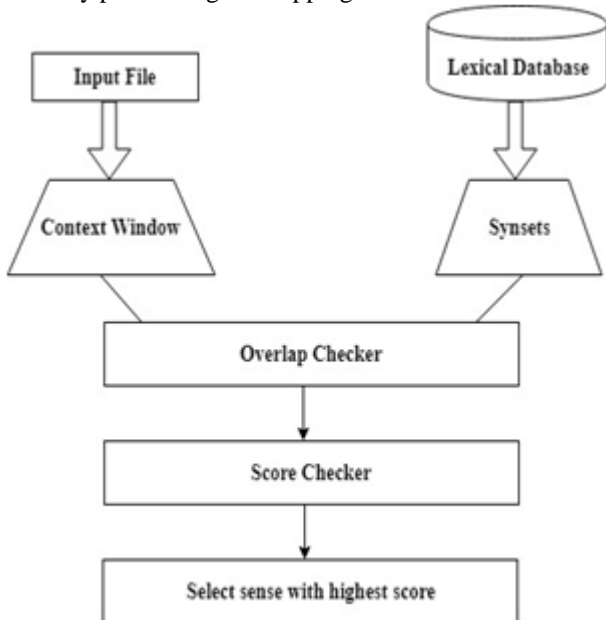 Input File
Lexical Database
Context Window
Synsets
Overlap Checker
Score Checker
Select sense with highest score